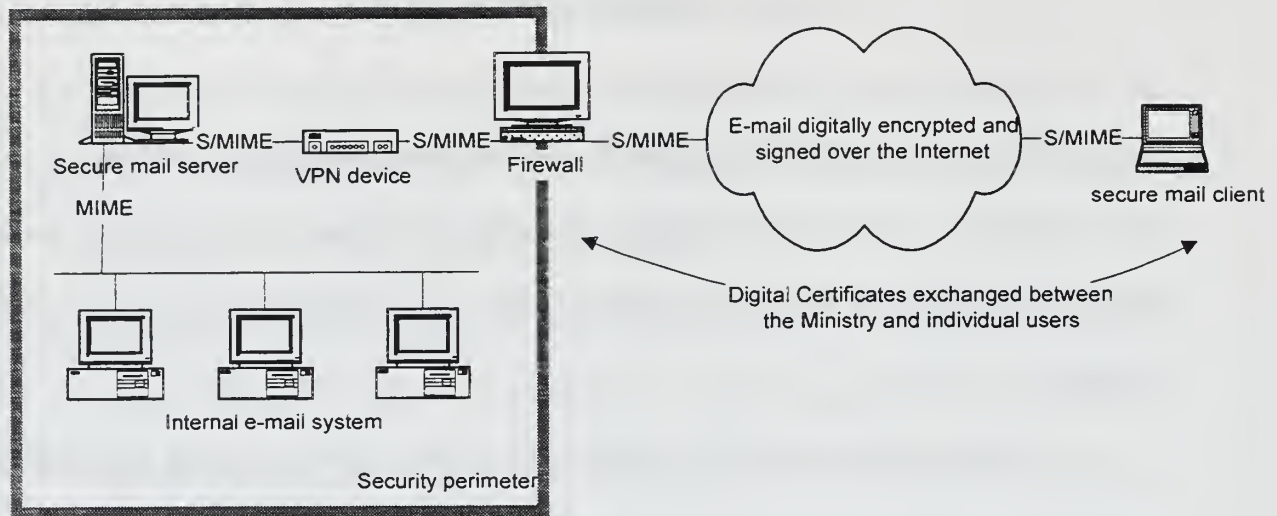 S/MIME
S/MIME
S/MIME
E-mail digitally encrypted and
signed over the Internet
S/MIME
Secure mail server
VPN device
Firewall
secure mail client
MIME
Digital Certificates exchanged between
the Ministry and individual users
Internal e-mail system
Security perimeter